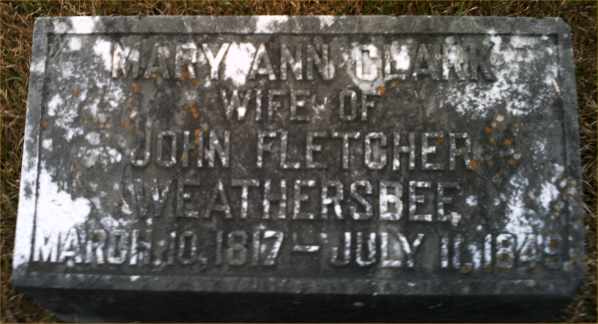 MARY ANN CLARK
WIFE OF
JOHN FLETCHER
WEATHERSBEE
MARCH 10, 1817 – JULY 11, 1849